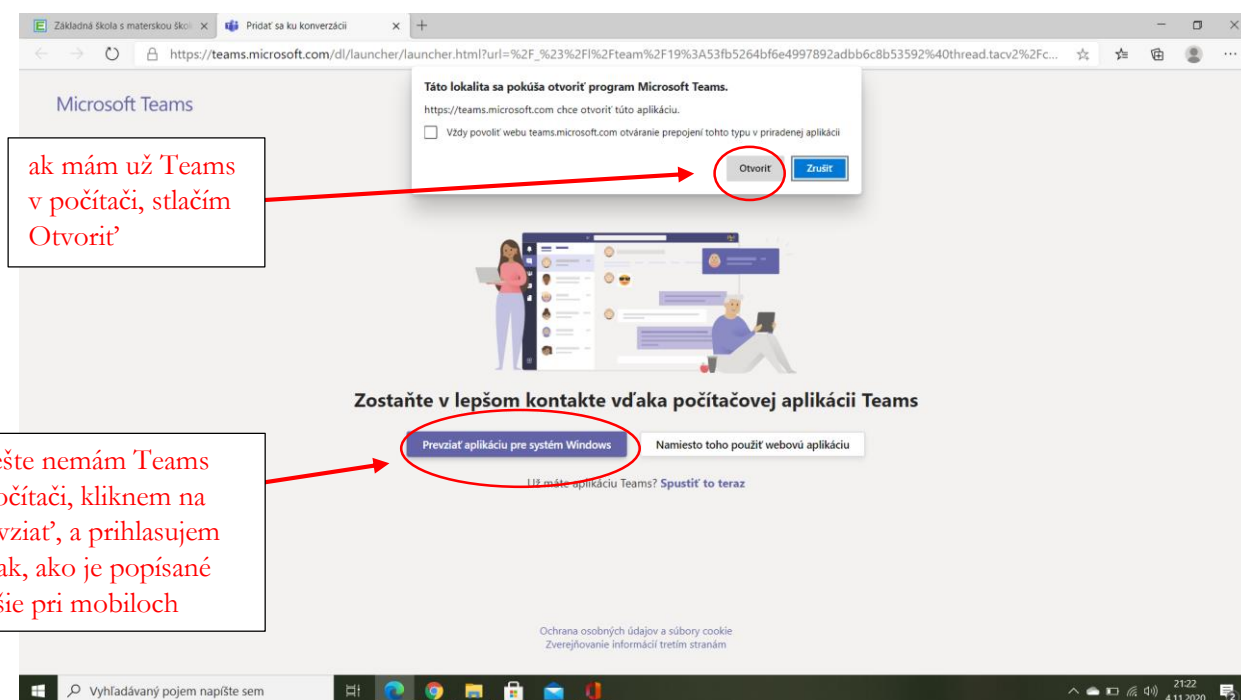 Základná škola s materskou ško
Pridať sa ku konverzácii
https://teams.microsoft.com/dl/launcher/launcher.html?url=%2F_%23%2Fl%2Fteam%2F19%3A53fb5264bf6e4997892adbb6c8b53592%40thread.tacv2%2Fc...
Microsoft Teams
Táto lokalita sa pokúša otvoriť program Microsoft Teams.
https://teams.microsoft.com chce otvoriť túto aplikáciu.
Vždy povoliť webu teams.microsoft.com otváranie prepojení tohto typu v priradenej aplikácii
Otvoriť Zrušiť
ak mám už Teams
v počítači, stlačím
Otvoriť
Zostaňte v lepšom kontakte vďaka počítačovej aplikácii Teams
Prevziať aplikáciu pre systém Windows
Namiesto toho použiť webovú aplikáciu
Už máte aplikáciu Teams? Spustiť to teraz
ešte nemám Teams
očítači, kliknem na
vziať, a prihlasujem
ak, ako je popísané
šie pri mobiloch
Ochrana osobných údajov a súbory cookie
Zverejňovanie informácií tretím stranám
Vyhľadávaný pojem napíšte sem
21:22
4.11.2020